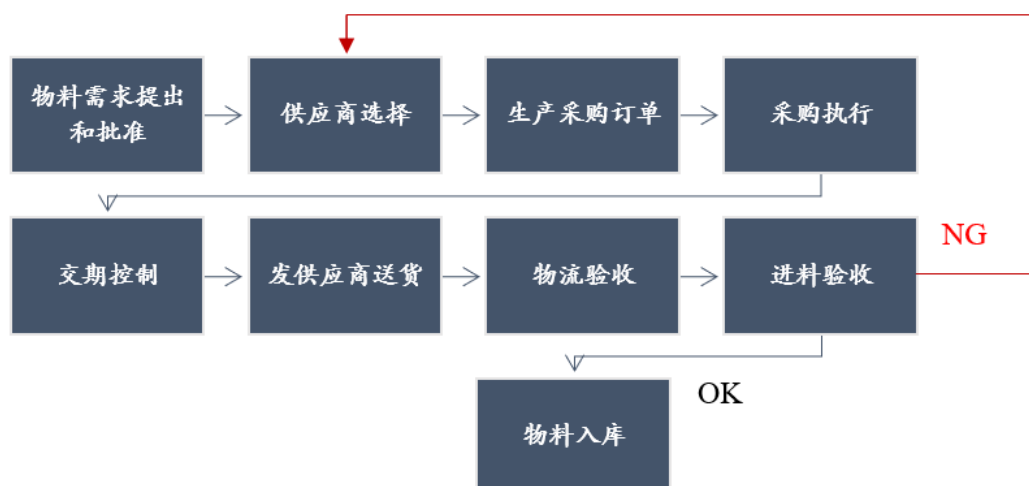 物料需求提出
和批准
供应商选择
生产采购订单
采购执行
交期控制
发供应商送货
物流验收
进料验收
NG
OK
物料入库